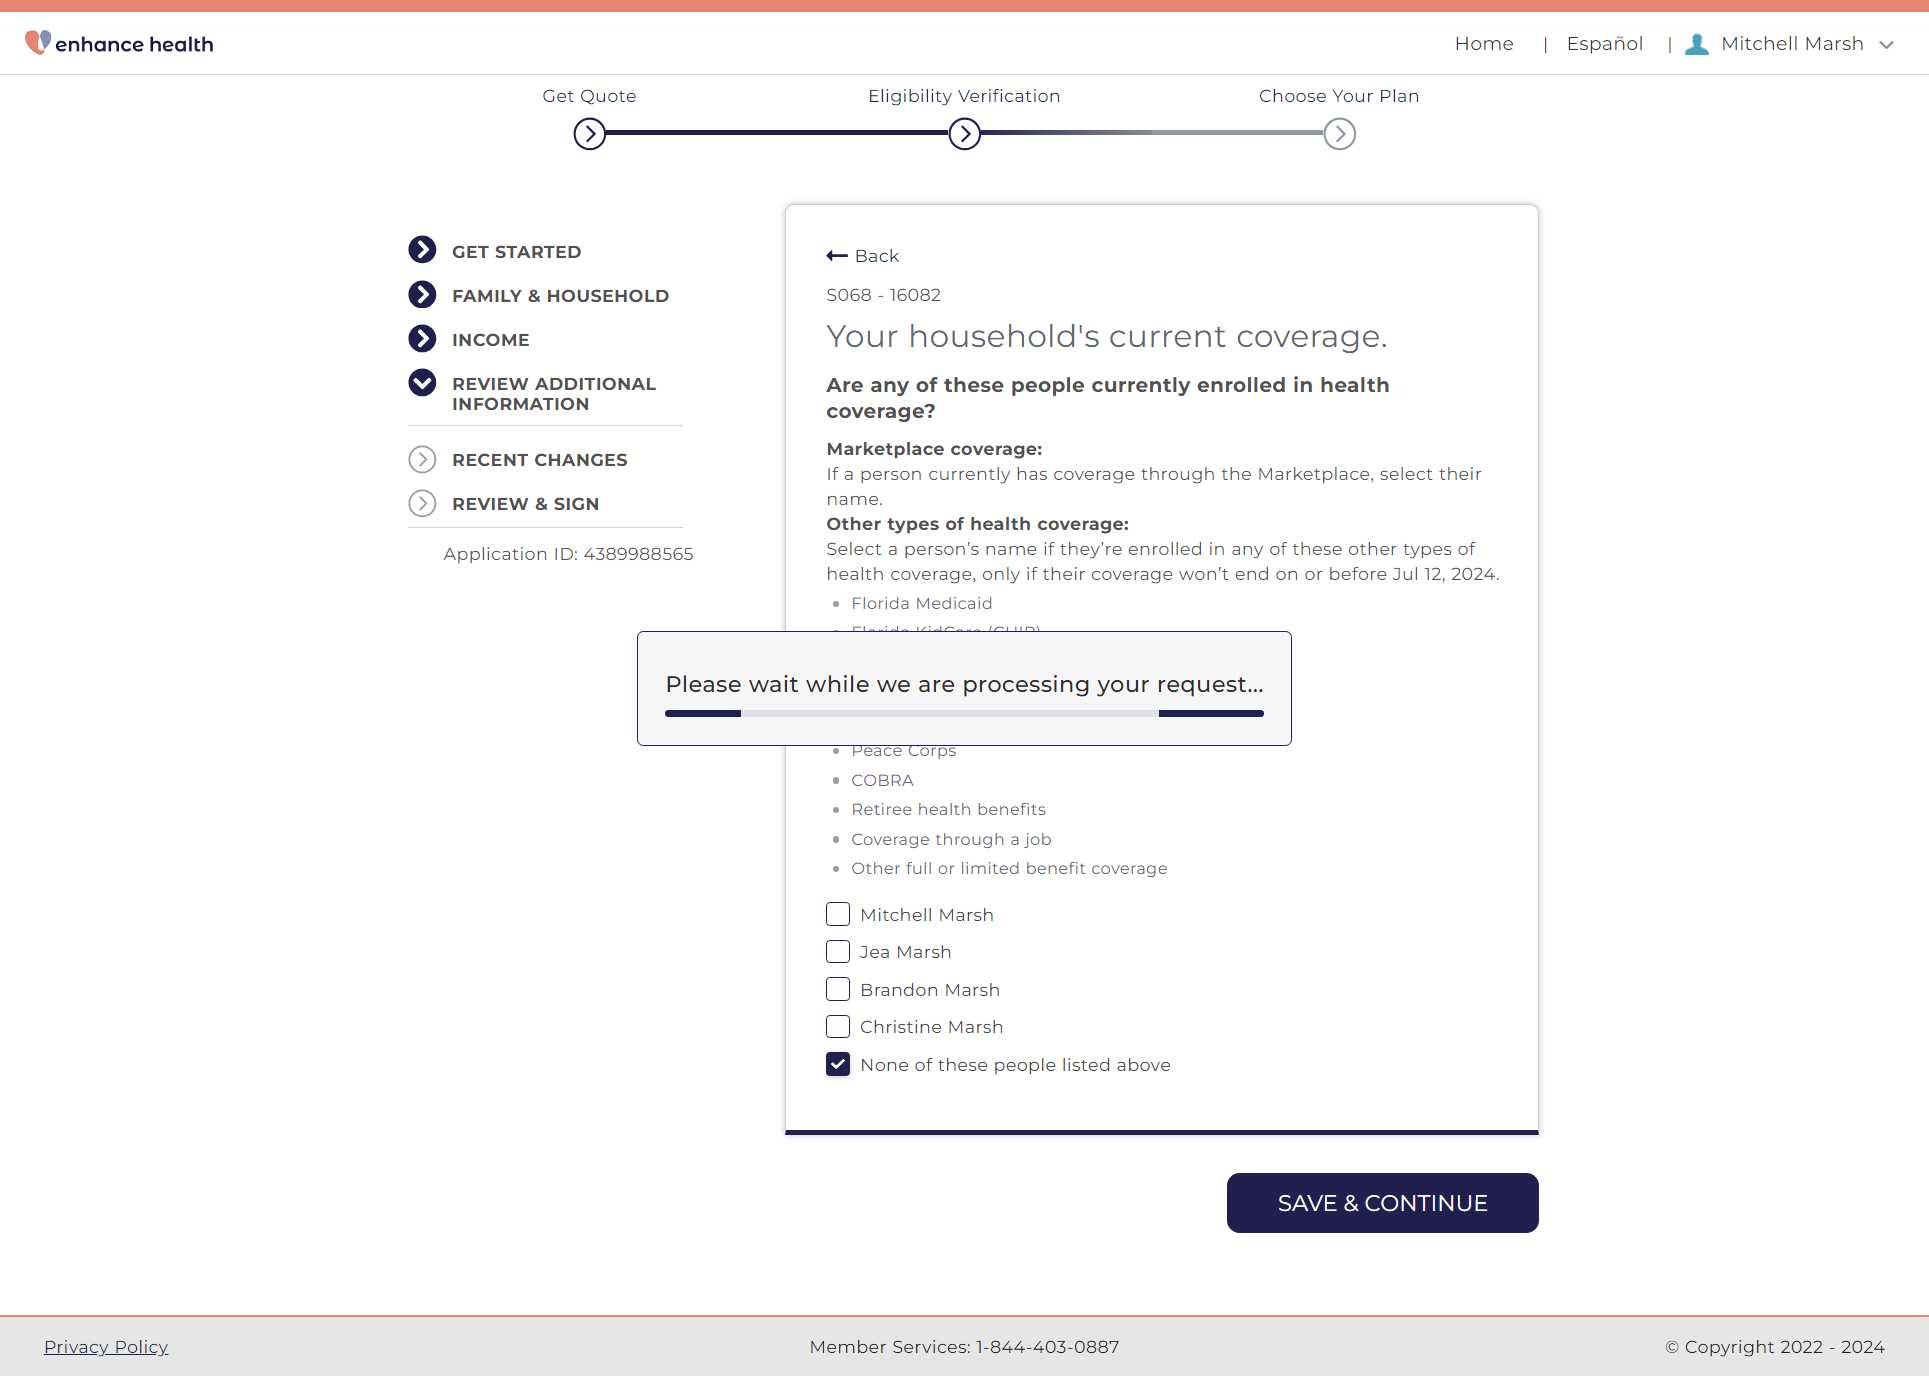 enhance health
Home | Español | Mitchell Marsh
Get Quote
Eligibility Verification
Choose Your Plan
GET STARTED
FAMILY & HOUSEHOLD
INCOME
REVIEW ADDITIONAL
INFORMATION
RECENT CHANGES
REVIEW & SIGN
Application ID: 4389988565
Back
S068 - 16082
Your household's current coverage.
Are any of these people currently enrolled in health
coverage?
Marketplace coverage:
If a person currently has coverage through the Marketplace, select their
name.
Other types of health coverage:
Select a person’s name if they’re enrolled in any of these other types of
health coverage, only if their coverage won’t end on or before Jul 12, 2024.
Florida Medicaid
Florida KidCare (CHIP)
Please wait while we are processing your request...
Peace Corps
COBRA
Retiree health benefits
Coverage through a job
Other full or limited benefit coverage
Mitchell Marsh
Jea Marsh
Brandon Marsh
Christine Marsh
None of these people listed above
SAVE & CONTINUE
Privacy Policy
Member Services: 1-844-403-0887
© Copyright 2022 - 2024